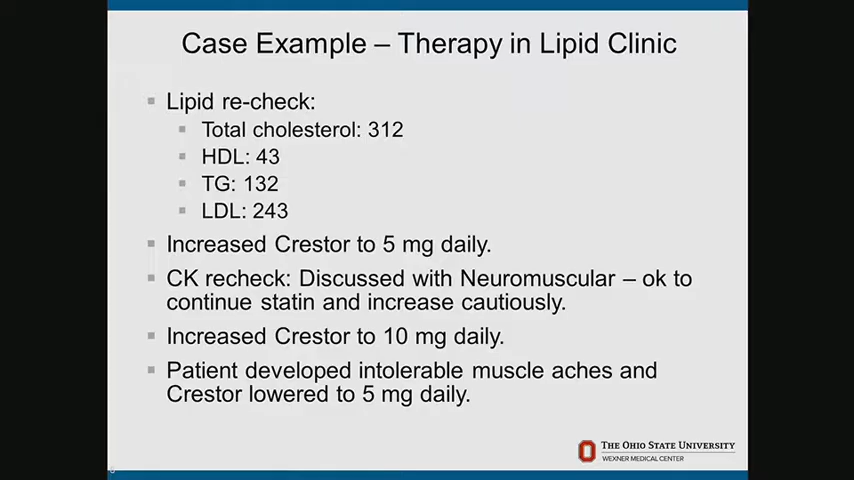 Case Example – Therapy in Lipid Clinic
Lipid re-check:
Total cholesterol: 312
HDL: 43
TG: 132
LDL: 243
Increased Crestor to 5 mg daily.
CK recheck: Discussed with Neuromuscular – ok to
continue statin and increase cautiously.
Increased Crestor to 10 mg daily.
Patient developed intolerable muscle aches and
Crestor lowered to 5 mg daily.
THE OHIO STATE UNIVERSITY
WEXNER MEDICAL CENTER